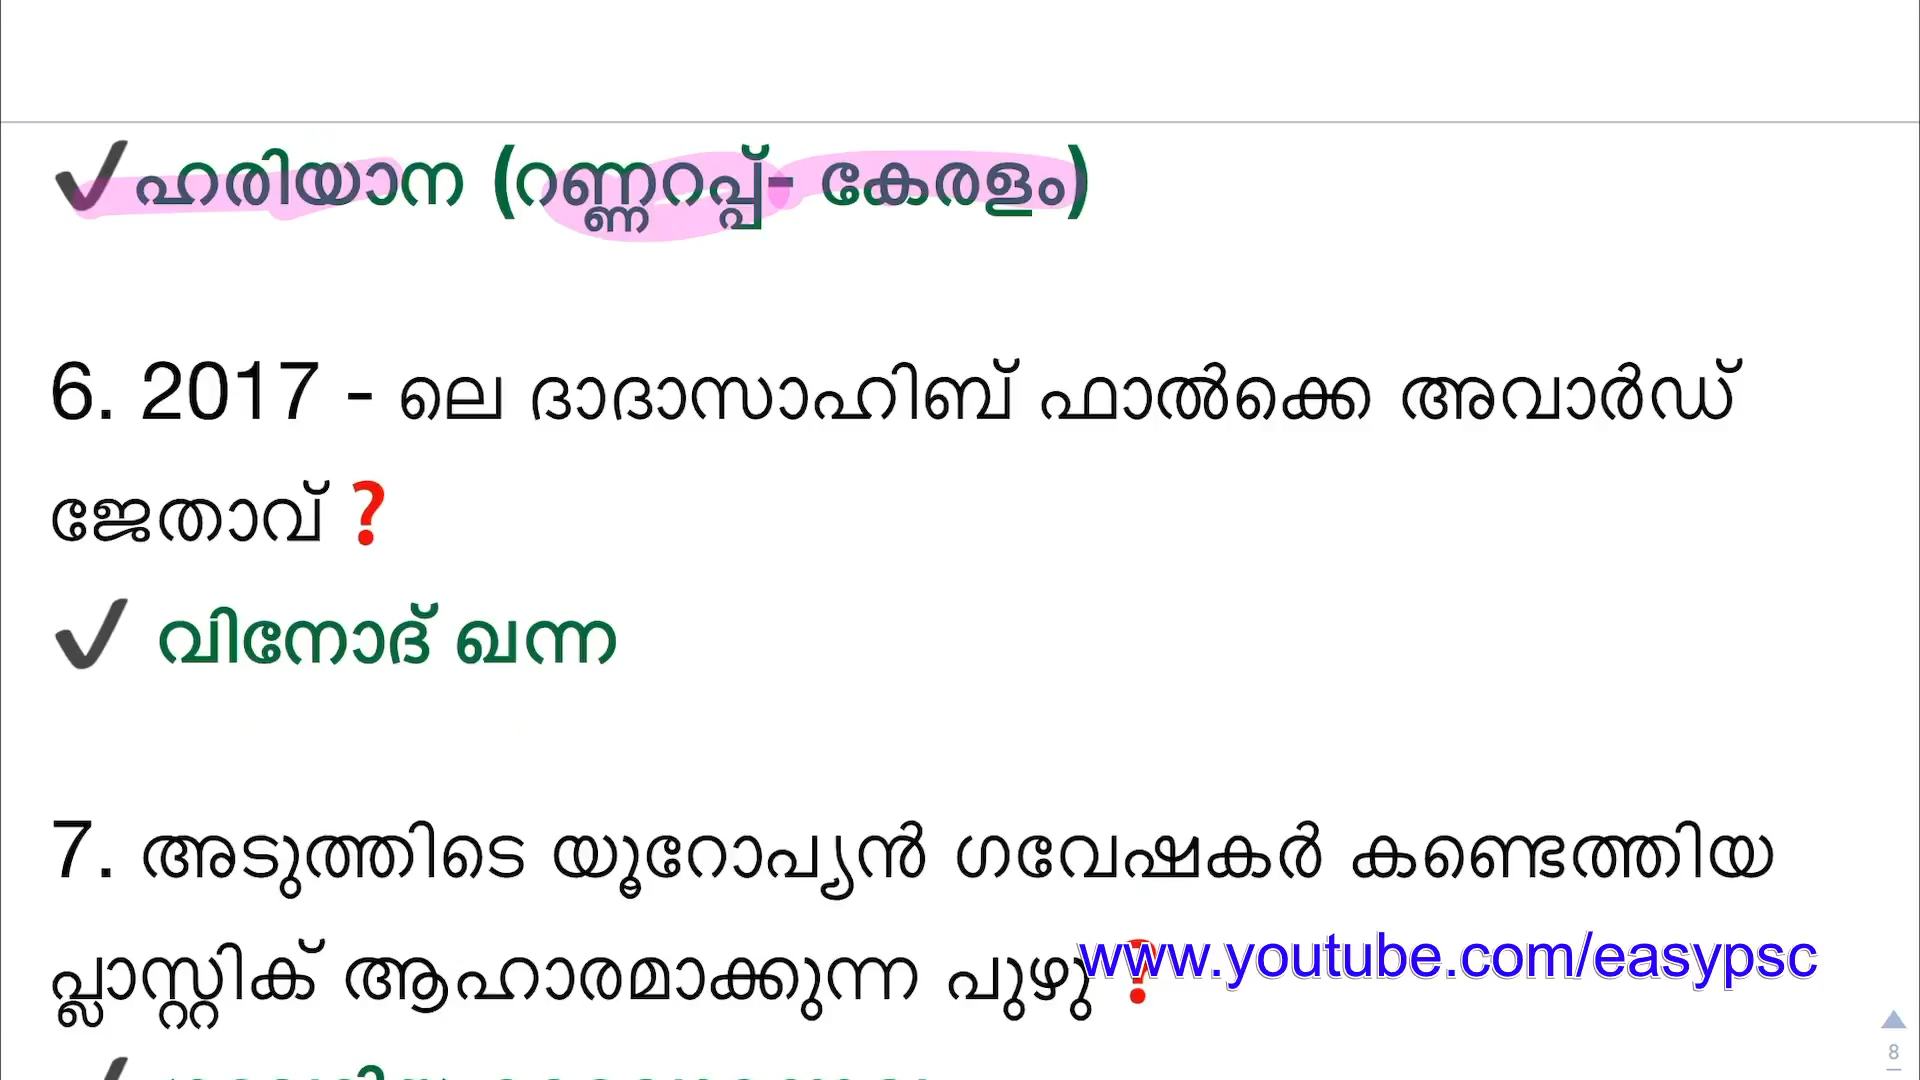 ✔ഹരിയാന (റണ്ണറപ്പ്- കേരളം)
6. 2017 - ലെ ദാദാസാഹിബ് ഫാൽക്കെ അവാർഡ്
ജേതാവ് ❓
✔ വിനോദ് ഖന്ന
7. അടുത്തിടെ യൂറോപ്യൻ ഗവേഷകർ കണ്ടെത്തിയ
പ്ലാസ്റ്റിക് ആഹാരമാക്കുന്ന പുഴു ❓
www.youtube.com/easypsc
8